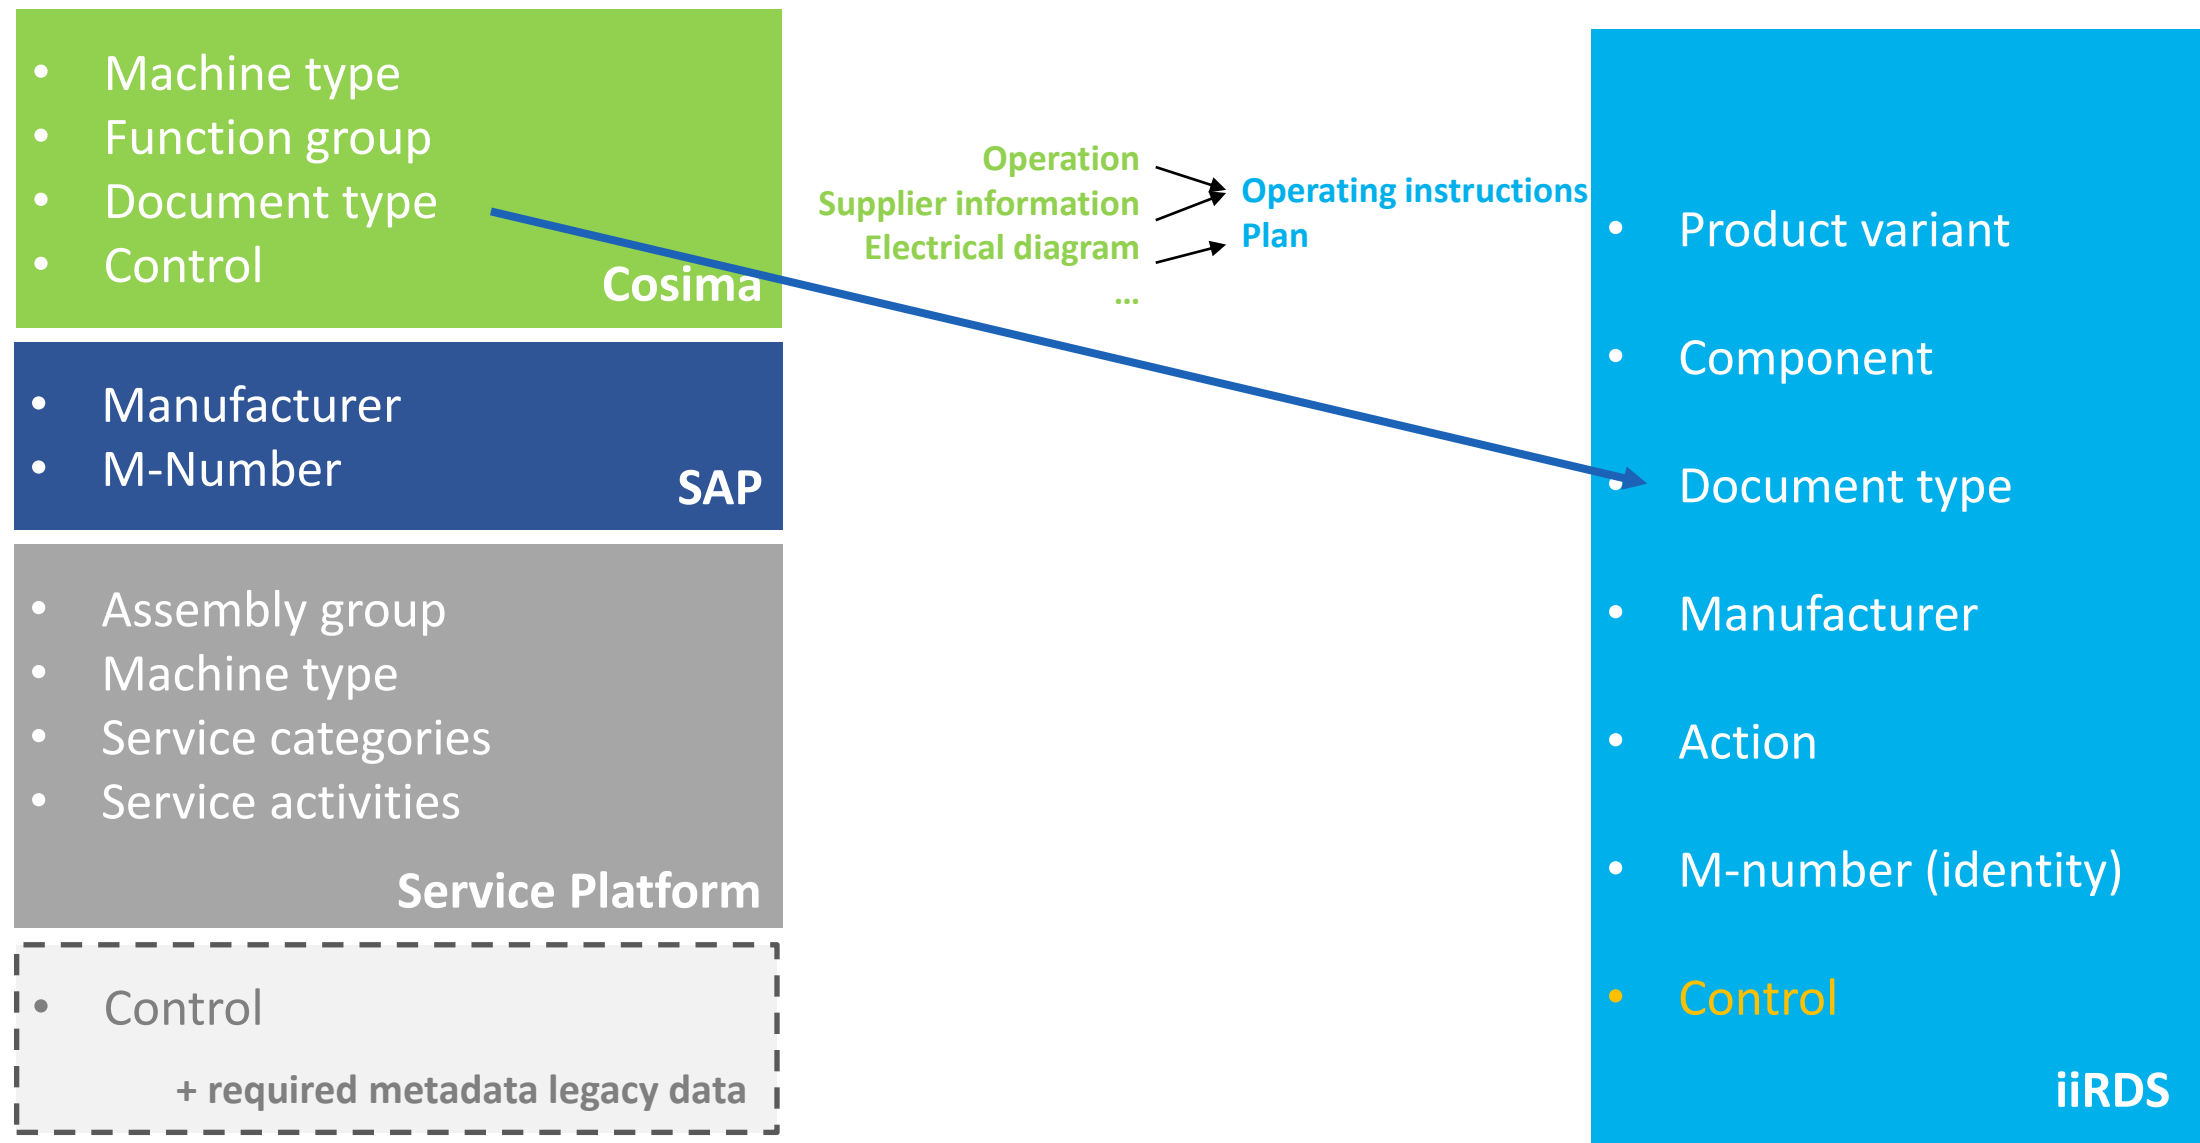 • Machine type
• Function group
• Document type
• Control
Cosima
• Manufacturer
• M-Number
SAP
• Assembly group
• Machine type
• Service categories
• Service activities
Service Platform
• Control
+ required metadata legacy data
Operation
Supplier information
Electrical diagram
...
Operating instructions
Plan
• Product variant
• Component
• Document type
• Manufacturer
• Action
• M-number (identity)
• Control
iiRDS